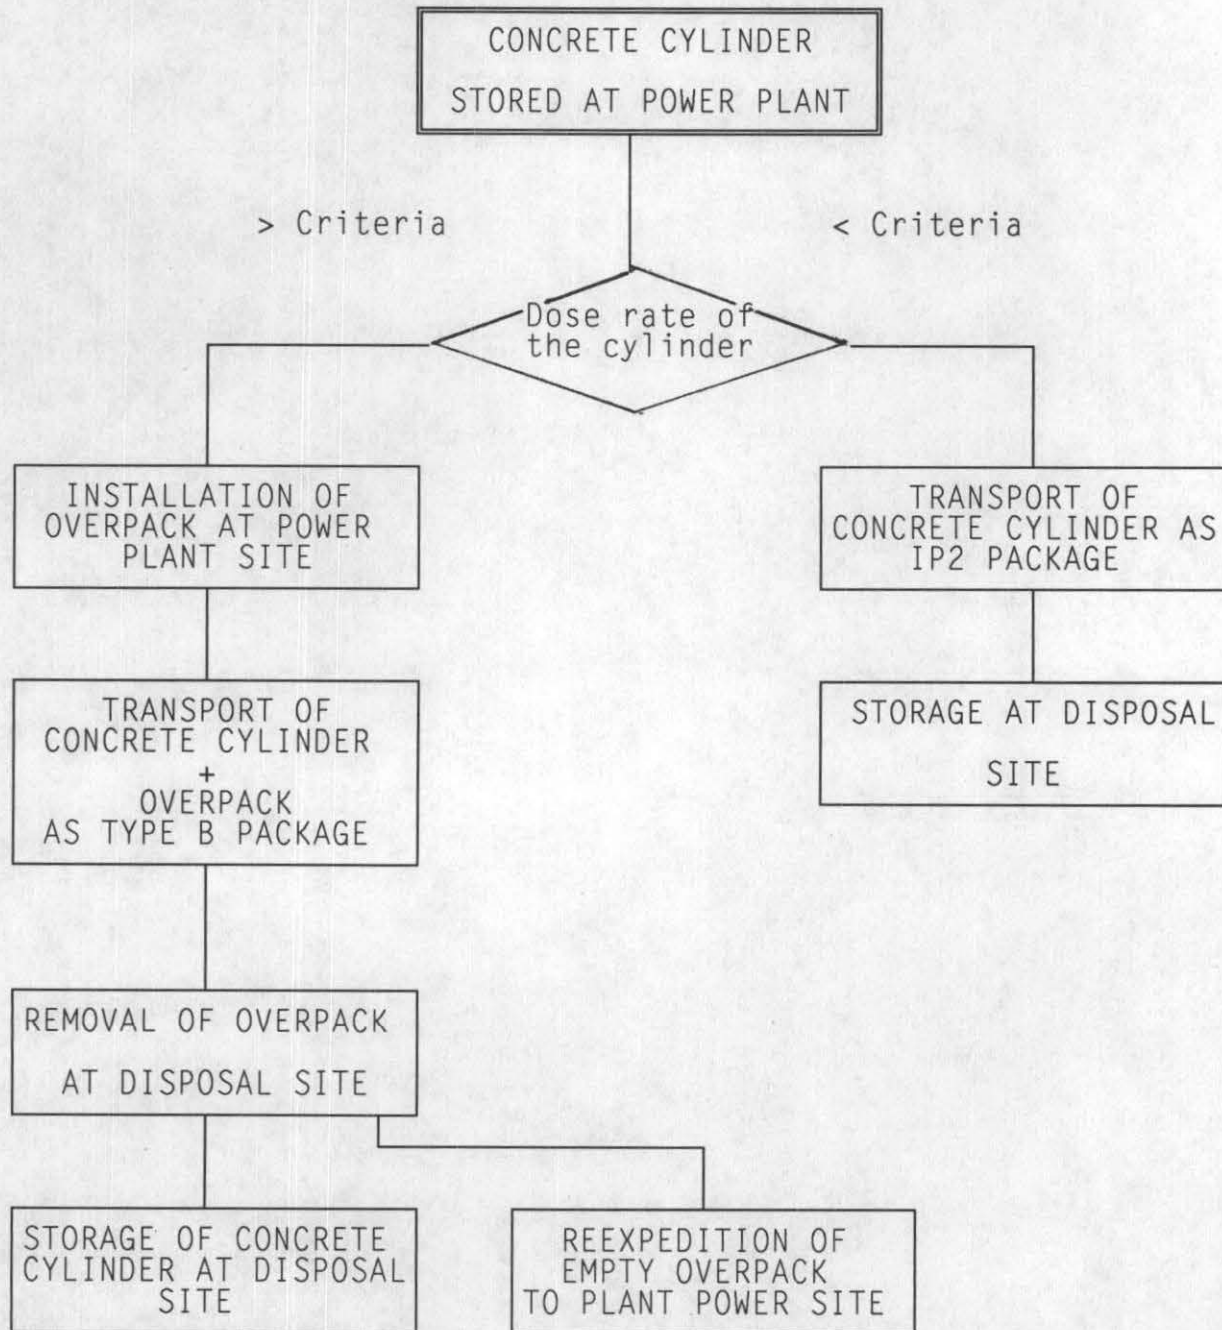 CONCRETE CYLINDER
STORED AT POWER PLANT
> Criteria
< Criteria
Dose rate of
the cylinder
INSTALLATION OF
OVERPACK AT POWER
PLANT SITE
TRANSPORT OF
CONCRETE CYLINDER AS
IP2 PACKAGE
TRANSPORT OF
CONCRETE CYLINDER
+
OVERPACK
AS TYPE B PACKAGE
STORAGE AT DISPOSAL
SITE
REMOVAL OF OVERPACK
AT DISPOSAL SITE
STORAGE OF CONCRETE
CYLINDER AT DISPOSAL
SITE
REEXPEDITION OF
EMPTY OVERPACK
TO PLANT POWER SITE